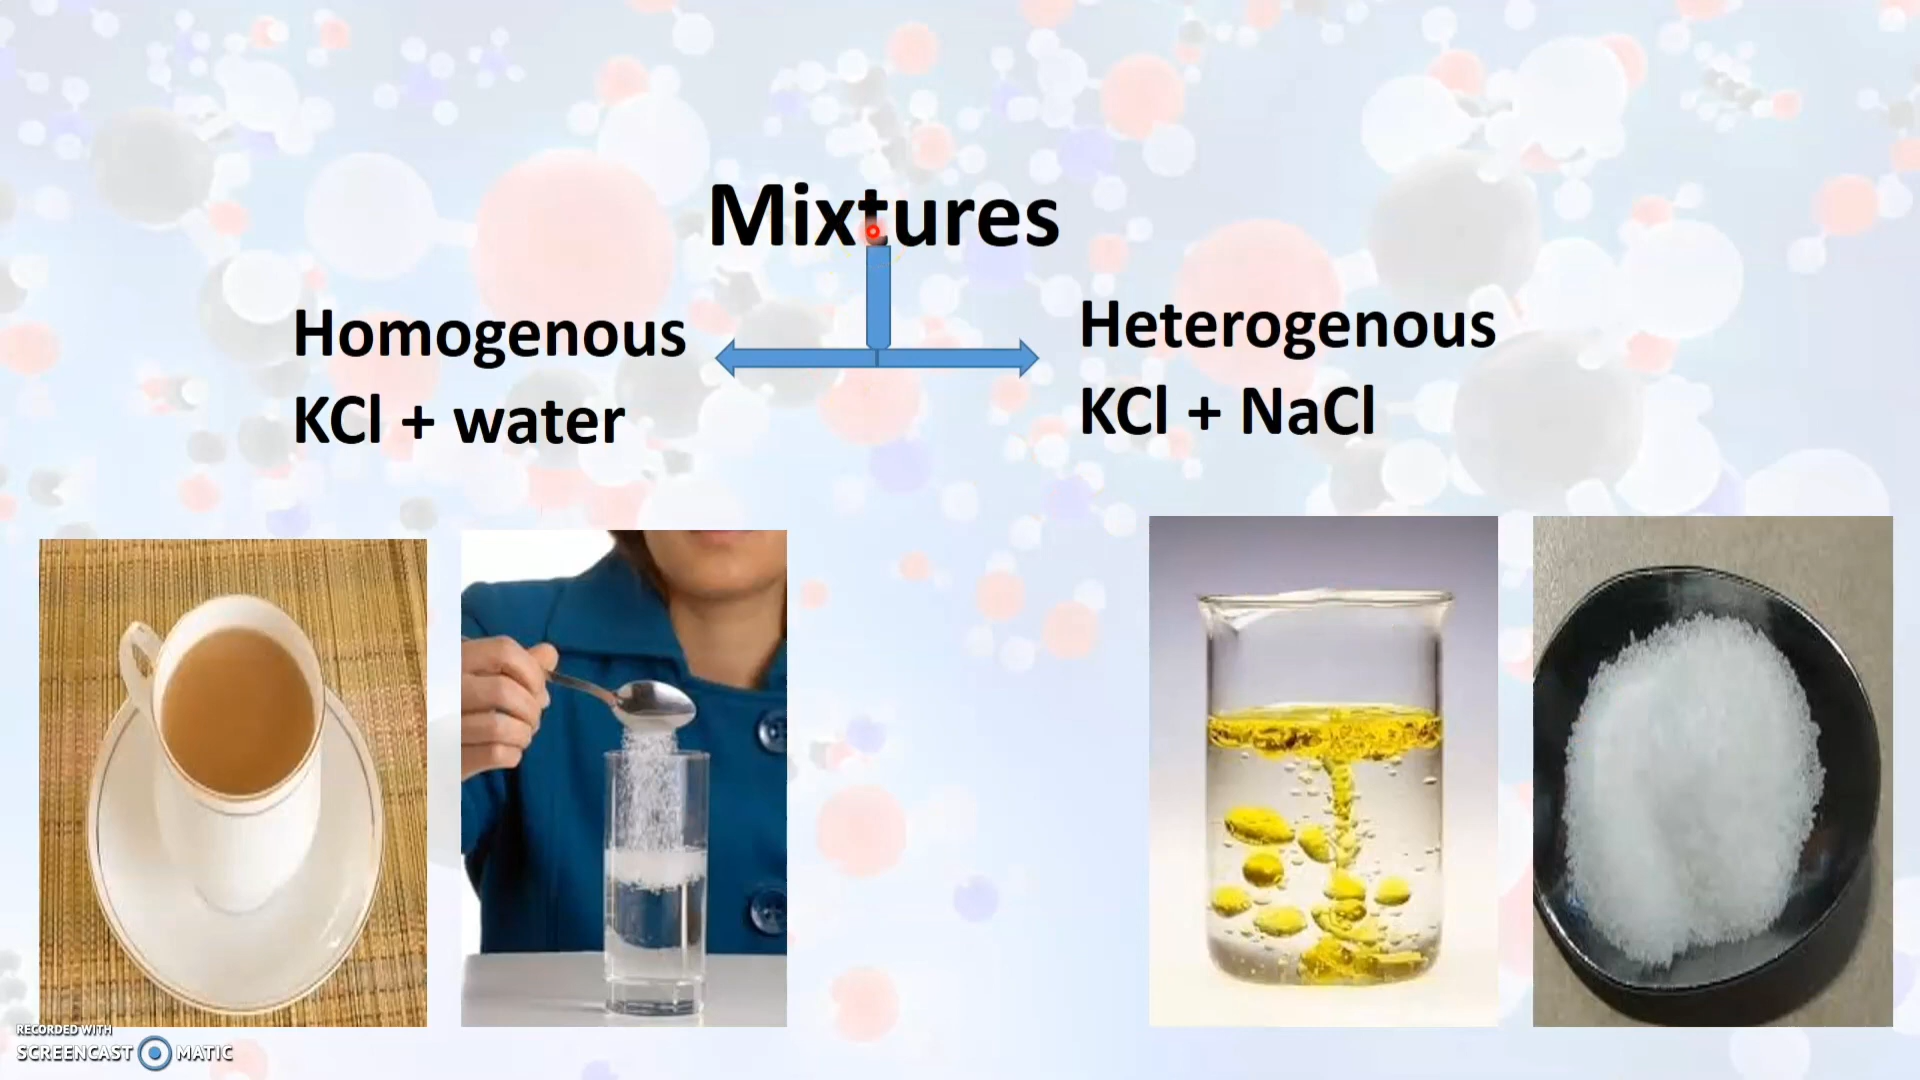 Mixtures
Homogenous
KCl + water
Heterogenous
KCl + NaCl
RECORDED WITH
SCREENCAST MATIC